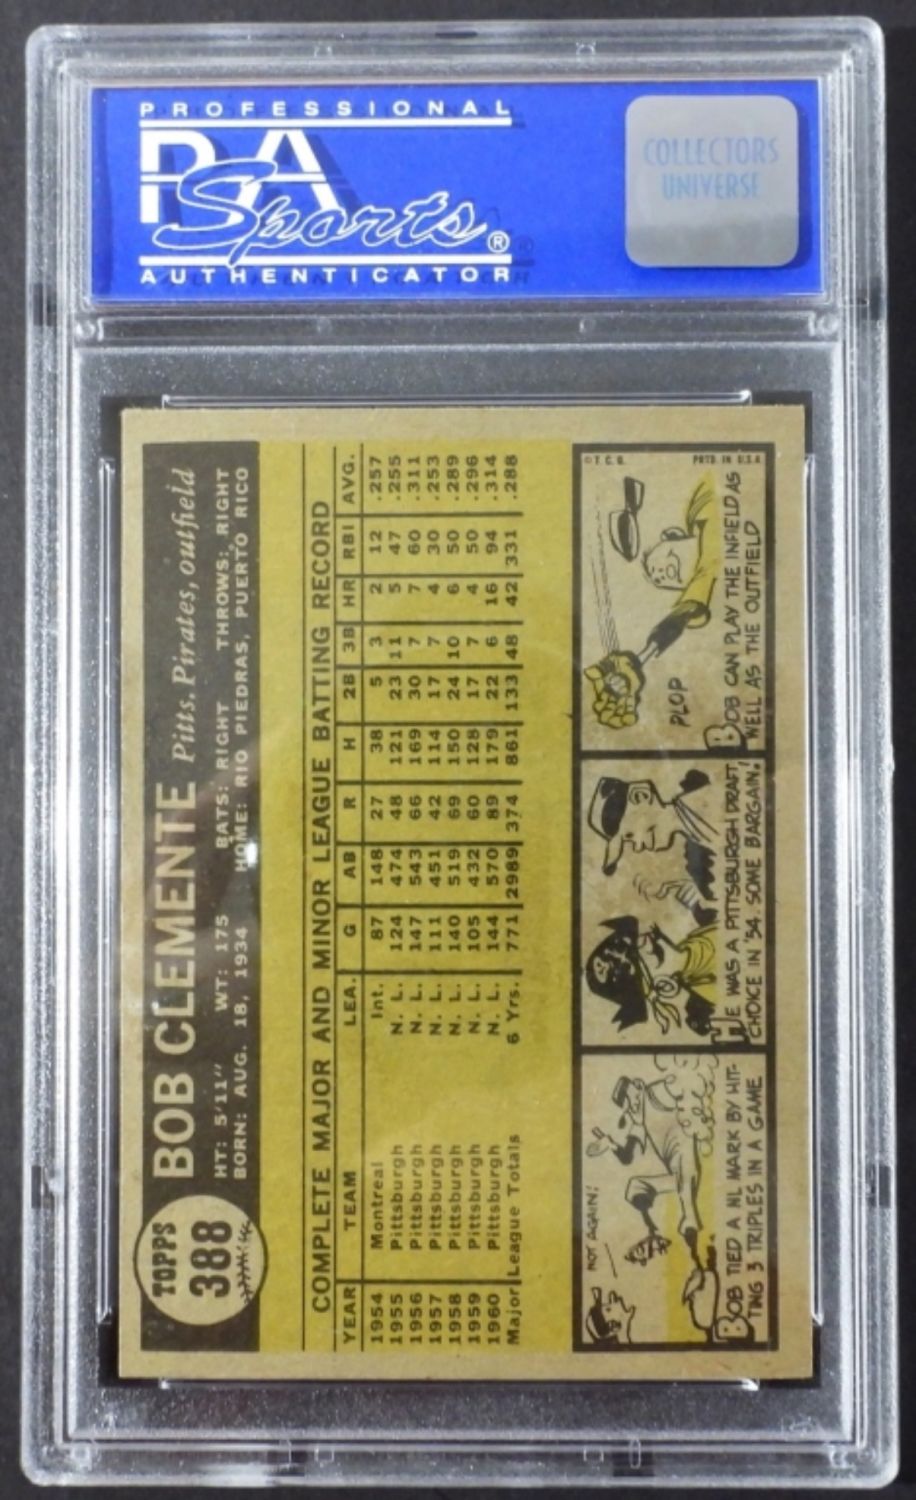 PROFESSIONAL
PSA
Sports®
AUTHENTICATOR
COLLECTORS
UNIVERSE
TOPPS
388
BOB CLEMENTE Pitts. Pirates, outfield
HT: 5'11" WT: 175 BATS: RIGHT THROWS: RIGHT
BORN: AUG. 18, 1934 HOME: RIO PIEDRAS, PUERTO RICO
COMPLETE MAJOR AND MINOR LEAGUE BATTING RECORD
YEAR TEAM LEA. G AB R H 2B 3B HR RBI AVG.
1954 Montreal Int. 87 148 27 38 5 3 2 12 .257
1955 Pittsburgh N. L. 124 474 48 121 23 11 5 47 .255
1956 Pittsburgh N. L. 147 543 66 169 30 7 7 60 .311
1957 Pittsburgh N. L. 111 451 42 114 17 7 4 30 .253
1958 Pittsburgh N. L. 140 519 69 150 24 10 6 50 .289
1959 Pittsburgh N. L. 105 432 60 128 17 7 4 50 .296
1960 Pittsburgh N. L. 144 570 89 179 22 6 16 94 .314
Major League Totals 6 Yrs. 771 2989 374 861 133 48 42 331 .288
NOT AGAIN!
BOB TIED A NL MARK BY HIT-
TING 3 TRIPLES IN A GAME
HE WAS A PITTSBURGH DRAFT
CHOICE IN '54. SOME BARGAIN!
© T. C. G. PRTD. IN U.S.A.
PLOP
BOB CAN PLAY THE INFIELD AS
WELL AS THE OUTFIELD